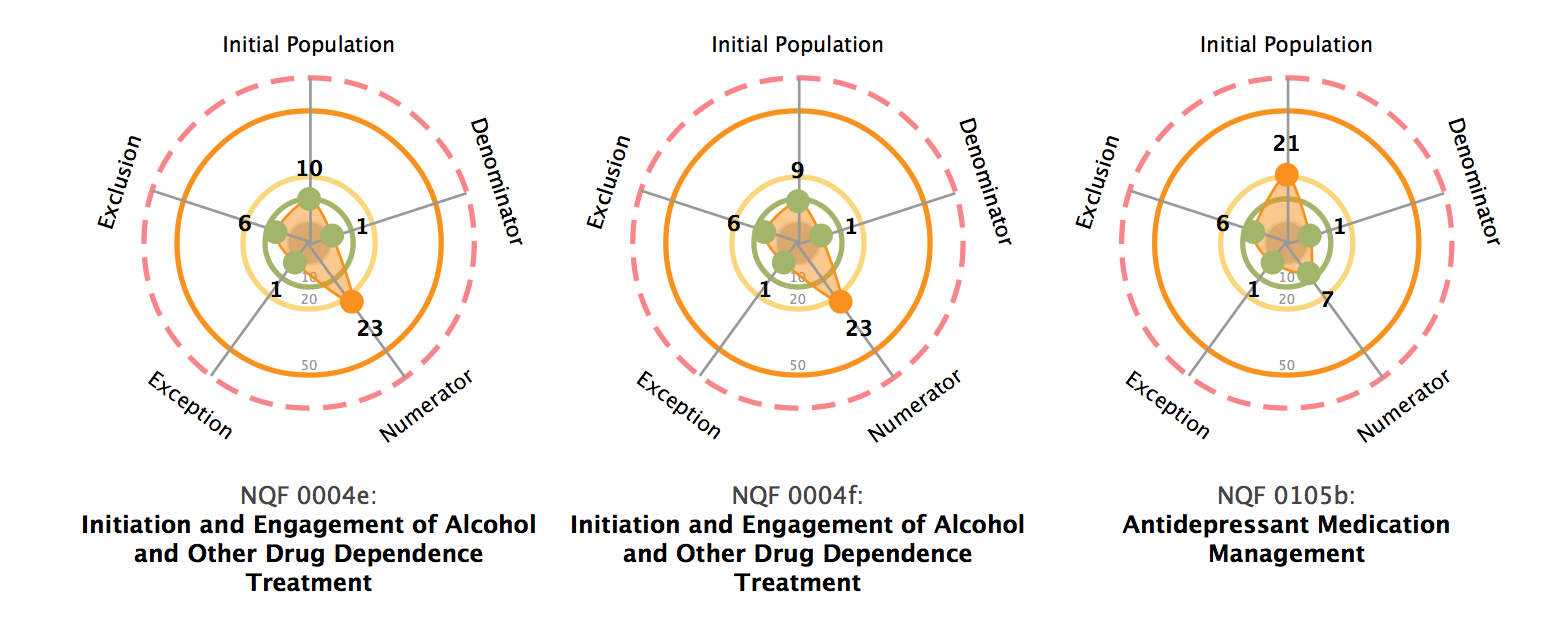 Initial Population
Denominator
Numerator
Exception
Exclusion
10
1
23
1
6
10
20
50
NQF 0004e:
Initiation and Engagement of Alcohol
and Other Drug Dependence
Treatment
Initial Population
Denominator
Numerator
Exception
Exclusion
9
1
23
1
6
10
20
50
NQF 0004f:
Initiation and Engagement of Alcohol
and Other Drug Dependence
Treatment
Initial Population
Denominator
Numerator
Exception
Exclusion
21
1
7
1
6
10
20
50
NQF 0105b:
Antidepressant Medication
Management